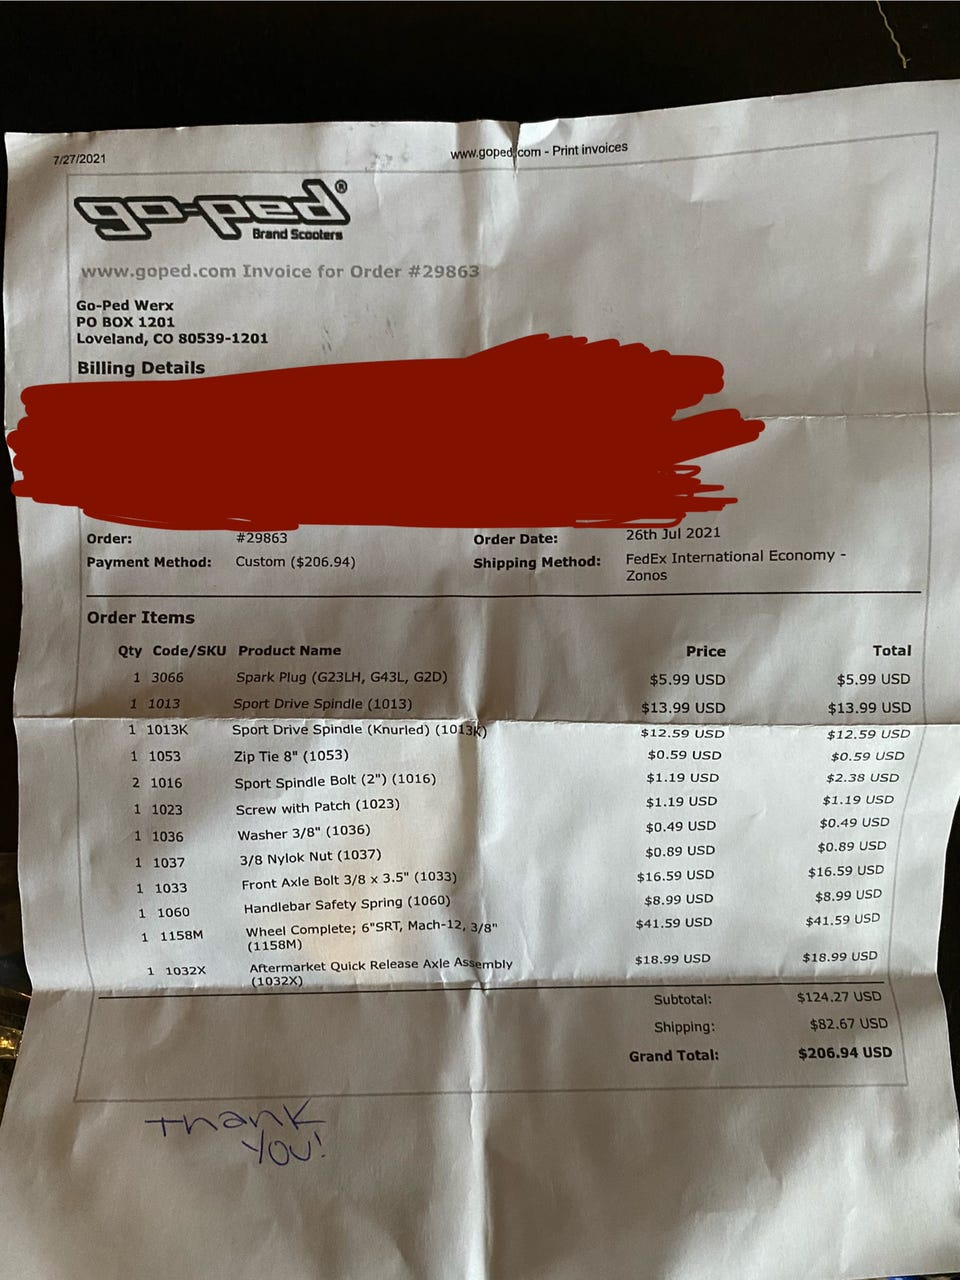 7/27/2021 www.goped.com - Print invoices
go-ped®
Brand Scooters
www.goped.com Invoice for Order #29863
Go-Ped Werx
PO BOX 1201
Loveland, CO 80539-1201
Billing Details
Order: #29863 Order Date: 26th Jul 2021
Payment Method: Custom ($206.94) Shipping Method: FedEx International Economy -
Zonos
Order Items
Qty Code/SKU Product Name Price Total
1 3066 Spark Plug (G23LH, G43L, G2D) $5.99 USD $5.99 USD
1 1013 Sport Drive Spindle (1013) $13.99 USD $13.99 USD
1 1013K Sport Drive Spindle (Knurled) (1013K) $12.59 USD $12.59 USD
1 1053 Zip Tie 8" (1053) $0.59 USD $0.59 USD
2 1016 Sport Spindle Bolt (2") (1016) $1.19 USD $2.38 USD
1 1023 Screw with Patch (1023) $1.19 USD $1.19 USD
1 1036 Washer 3/8" (1036) $0.49 USD $0.49 USD
1 1037 3/8 Nylok Nut (1037) $0.89 USD $0.89 USD
1 1033 Front Axle Bolt 3/8 x 3.5" (1033) $16.59 USD $16.59 USD
1 1060 Handlebar Safety Spring (1060) $8.99 USD $8.99 USD
1 1158M Wheel Complete; 6"SRT, Mach-12, 3/8" $41.59 USD $41.59 USD
(1158M)
1 1032X Aftermarket Quick Release Axle Assembly $18.99 USD $18.99 USD
(1032X)
Subtotal: $124.27 USD
Shipping: $82.67 USD
Grand Total: $206.94 USD
Thank
You!